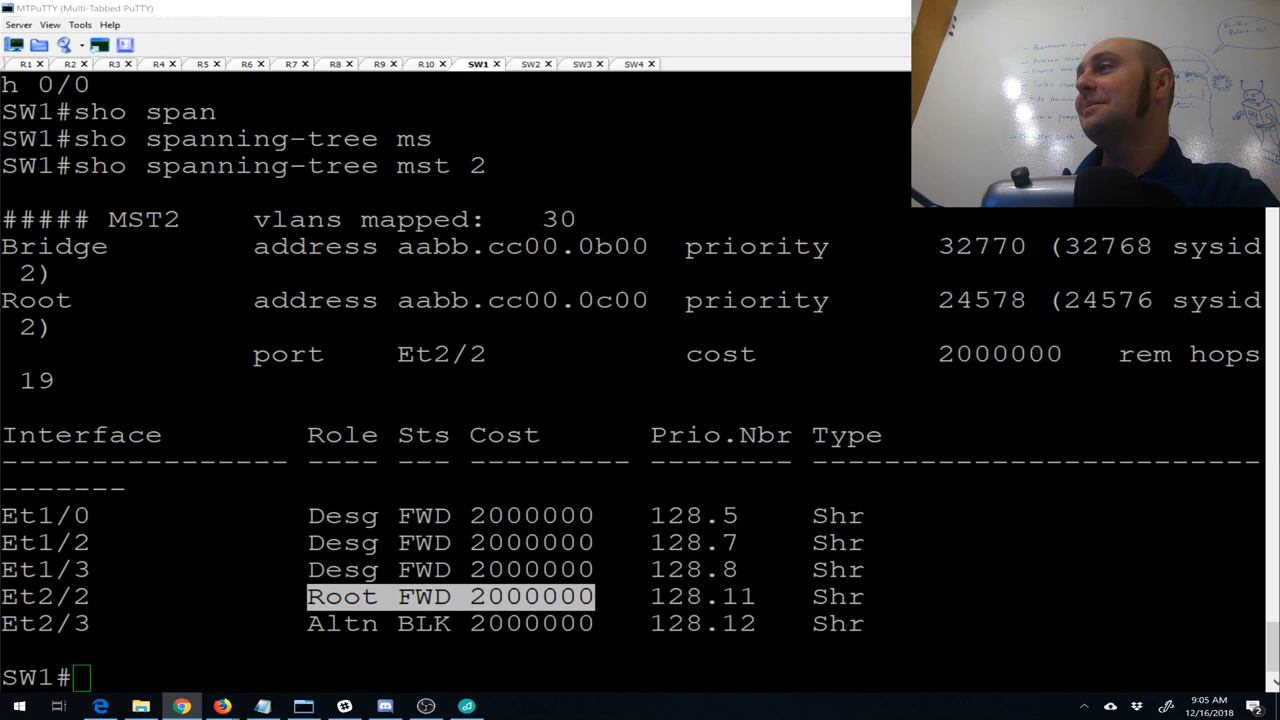 MTPuTTY (Multi-Tabbed PuTTY)
Server View Tools Help
R1 R2 R3 R4 R5 R6 R7 R8 R9 R10 SW1 SW2 SW3 SW4
h 0/0
SW1#sho span
SW1#sho spanning-tree ms
SW1#sho spanning-tree mst 2
##### MST2 vlans mapped: 30
Bridge address aabb.cc00.0b00 priority 32770 (32768 sysid
2)
Root address aabb.cc00.0c00 priority 24578 (24576 sysid
2)
port Et2/2 cost 2000000 rem hops
19
Interface Role Sts Cost Prio.Nbr Type
---------------- ---- --- --------- -------- -------------------------
-------
Et1/0 Desg FWD 2000000 128.5 Shr
Et1/2 Desg FWD 2000000 128.7 Shr
Et1/3 Desg FWD 2000000 128.8 Shr
Et2/2 Root FWD 2000000 128.11 Shr
Et2/3 Altn BLK 2000000 128.12 Shr
SW1#
9:05 AM
12/16/2018
2